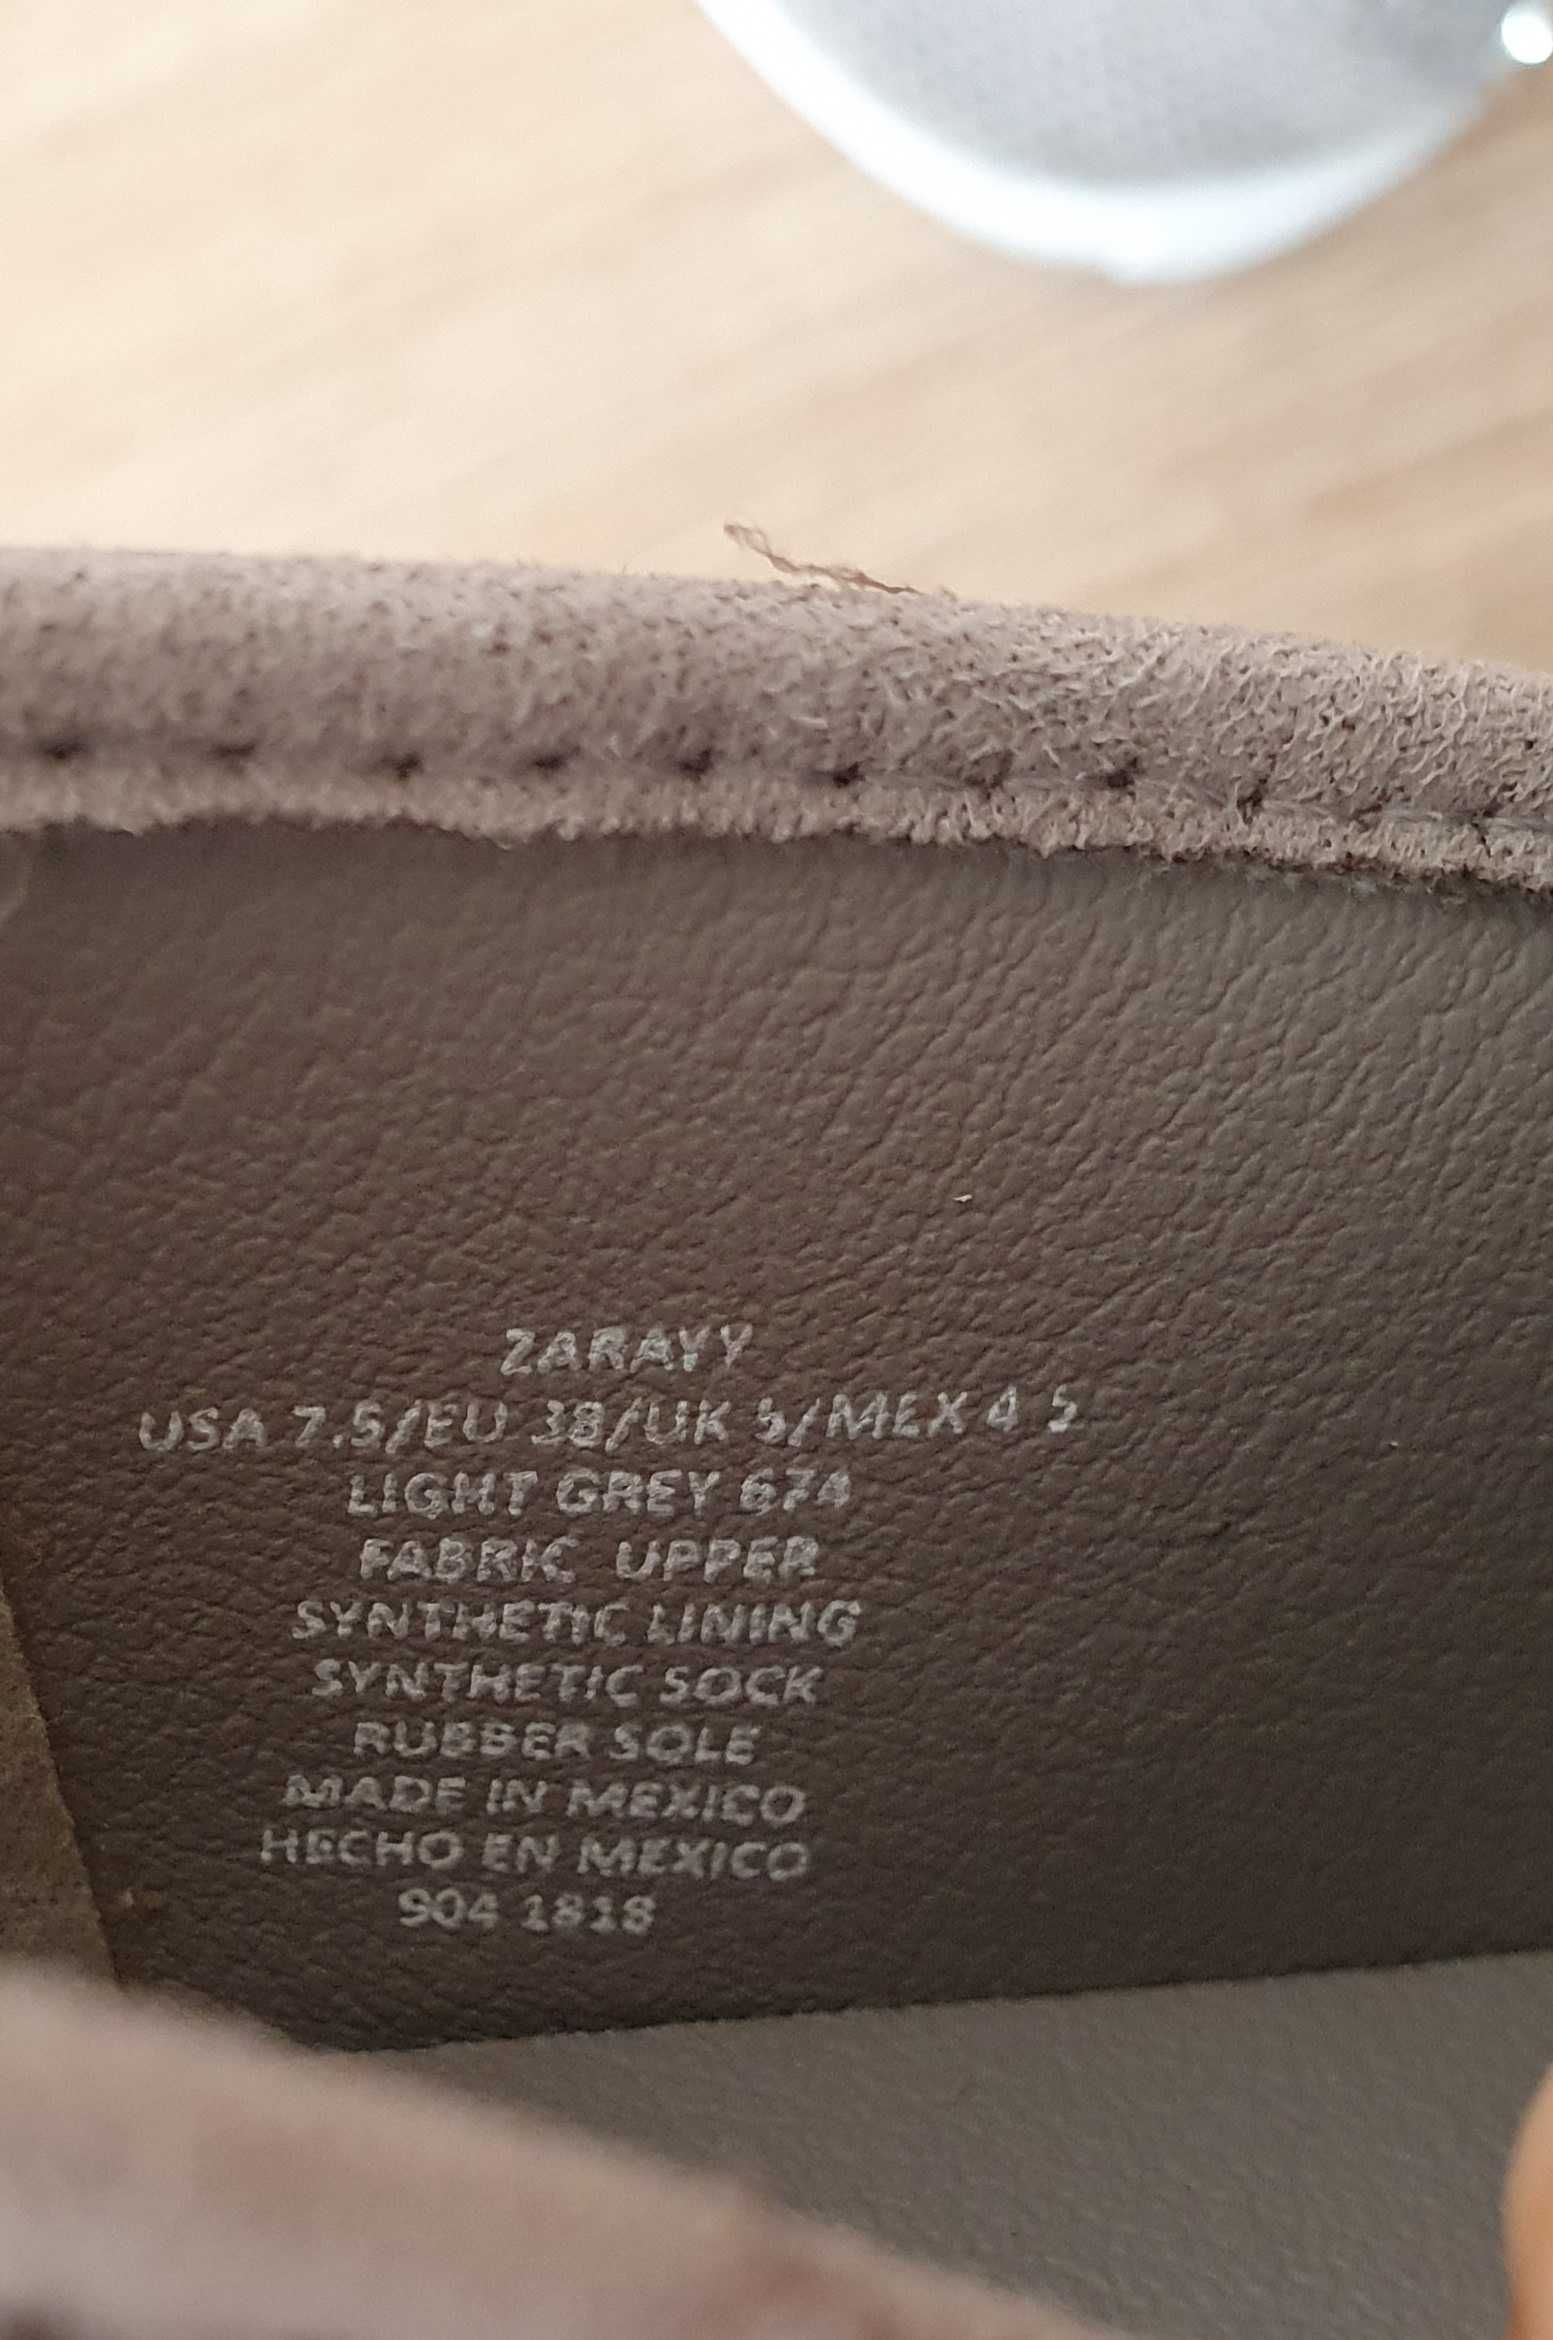 ZARAVY
USA 7.5/EU 38/UK 5/MEX 4 5
LIGHT GREY 674
FABRIC UPPER
SYNTHETIC LINING
SYNTHETIC SOCK
RUBBER SOLE
MADE IN MEXICO
HECHO EN MEXICO
904 1818